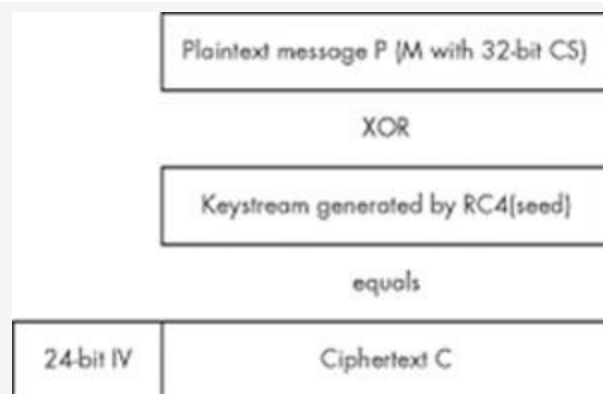 Plaintext message P (M with 32-bit CS)
XOR
Keystream generated by RC4(seed)
equals
24-bit IV Ciphertext C